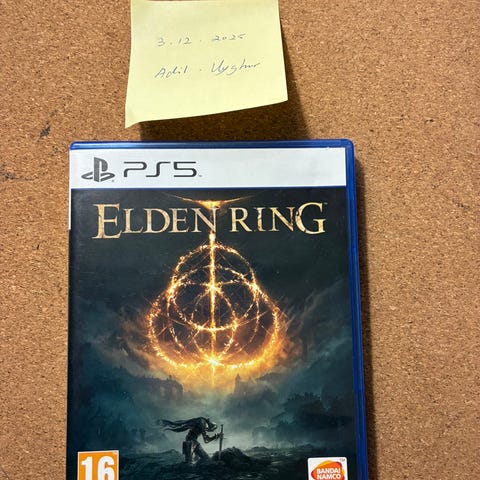 3.12.2025
Adil. Uyghur
PS5
ELDEN RING
16
BANDAI
NAMCO